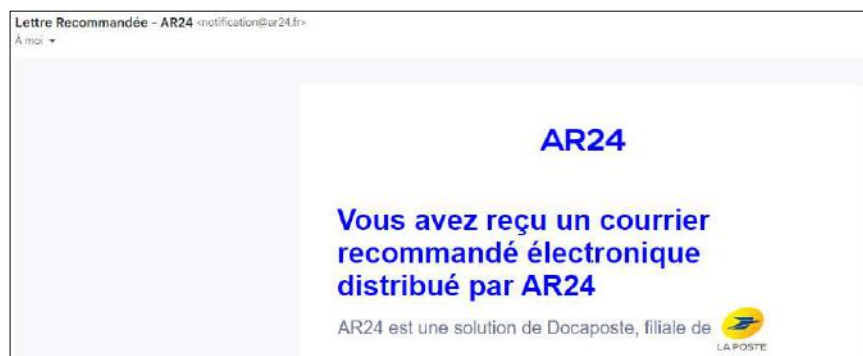 Lettre Recommandée - AR24 <notification@ar24.fr>
À moi
AR24
Vous avez reçu un courrier
recommandé électronique
distribué par AR24
AR24 est une solution de Docaposte, filiale de
LA POSTE